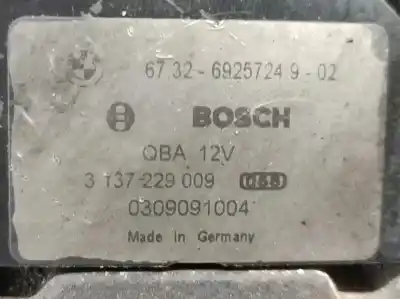 67 32 - 6925724 9 - 02
BOSCH
QBA 12V
3 137 229 009
0309091004
Made in Germany